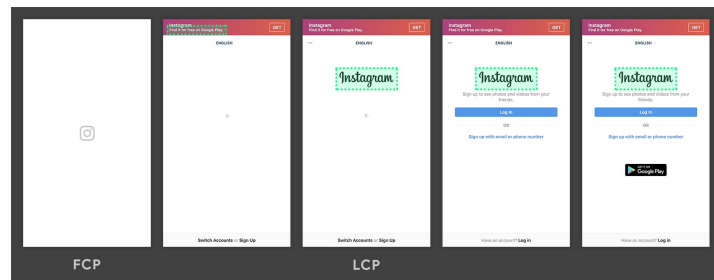 Instagram
Find it for free on Google Play.
GET
ENGLISH
Switch Accounts or Sign Up
Instagram
Find it for free on Google Play.
GET
ENGLISH
Instagram
Switch Accounts or Sign Up
Instagram
Find it for free on Google Play.
GET
ENGLISH
Instagram
Sign up to see photos and videos from your
friends.
Log in
OR
Sign up with email or phone number
Have an account? Log in
Instagram
Find it for free on Google Play.
GET
ENGLISH
Instagram
Sign up to see photos and videos from your
friends.
Log in
OR
Sign up with email or phone number
GET IT ON
Google Play
Have an account? Log in
FCP
LCP